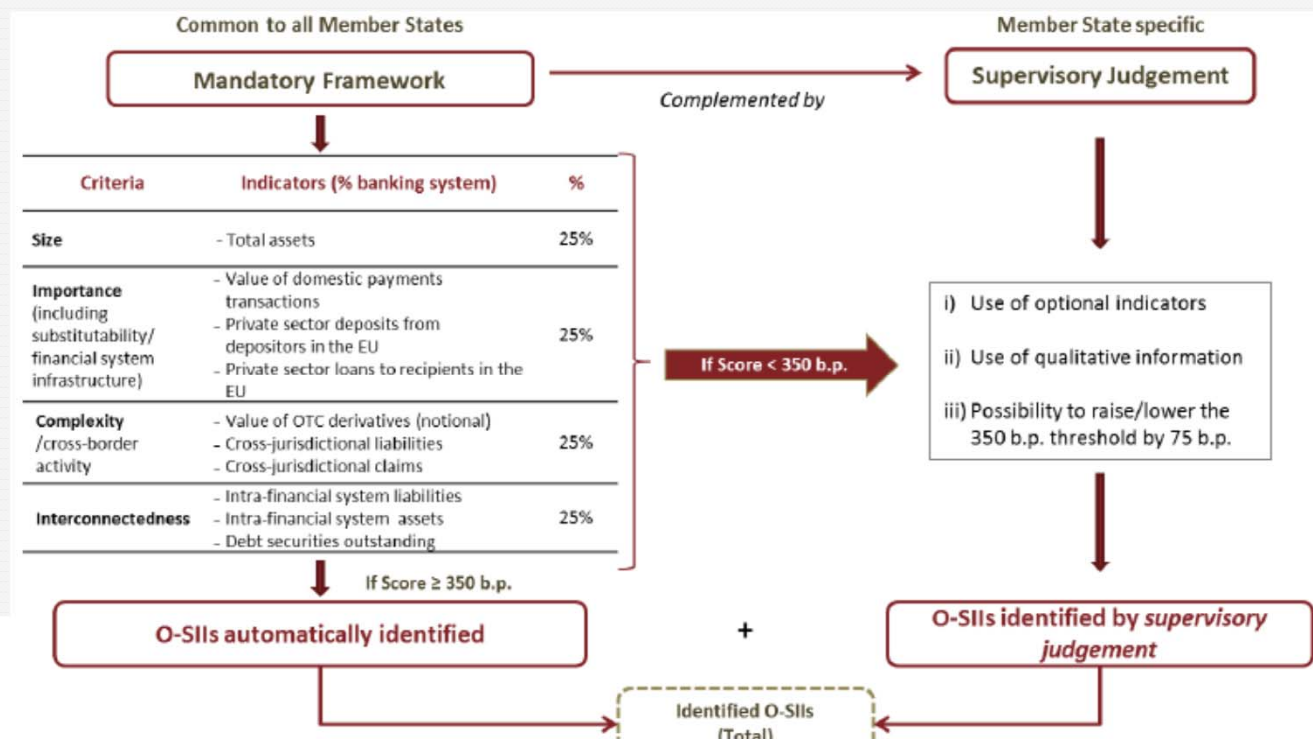 Common to all Member States
Member State specific
Mandatory Framework
Supervisory Judgement
Complemented by
Criteria Indicators (% banking system) %
Size - Total assets 25%
Importance
(including
substitutability/
financial system
infrastructure)
- Value of domestic payments
transactions
- Private sector deposits from
depositors in the EU
- Private sector loans to recipients in the
EU
25%
Complexity
/cross-border
activity
- Value of OTC derivatives (notional)
- Cross-jurisdictional liabilities
- Cross-jurisdictional claims
25%
Interconnectedness
- Intra-financial system liabilities
- Intra-financial system assets
- Debt securities outstanding
25%
If Score < 350 b.p.
i) Use of optional indicators
ii) Use of qualitative information
iii) Possibility to raise/lower the
350 b.p. threshold by 75 b.p.
If Score ≥ 350 b.p.
O-SIIs automatically identified
+
O-SIIs identified by supervisory
judgement
Identified O-SIIs
(Total)